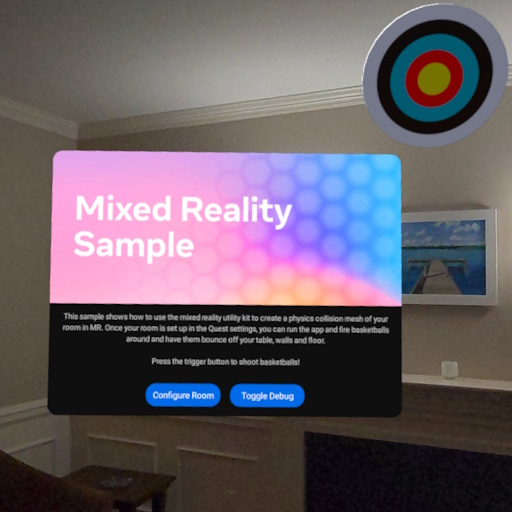 Mixed Reality
Sample
This sample shows how to use the mixed reality utility kit to create a physics collision mesh of your
room in MR. Once your room is set up in the Quest settings, you can run the app and fire basketballs
around and have them bounce off your table, walls and floor.
Press the trigger button to shoot basketballs!
Configure Room
Toggle Debug